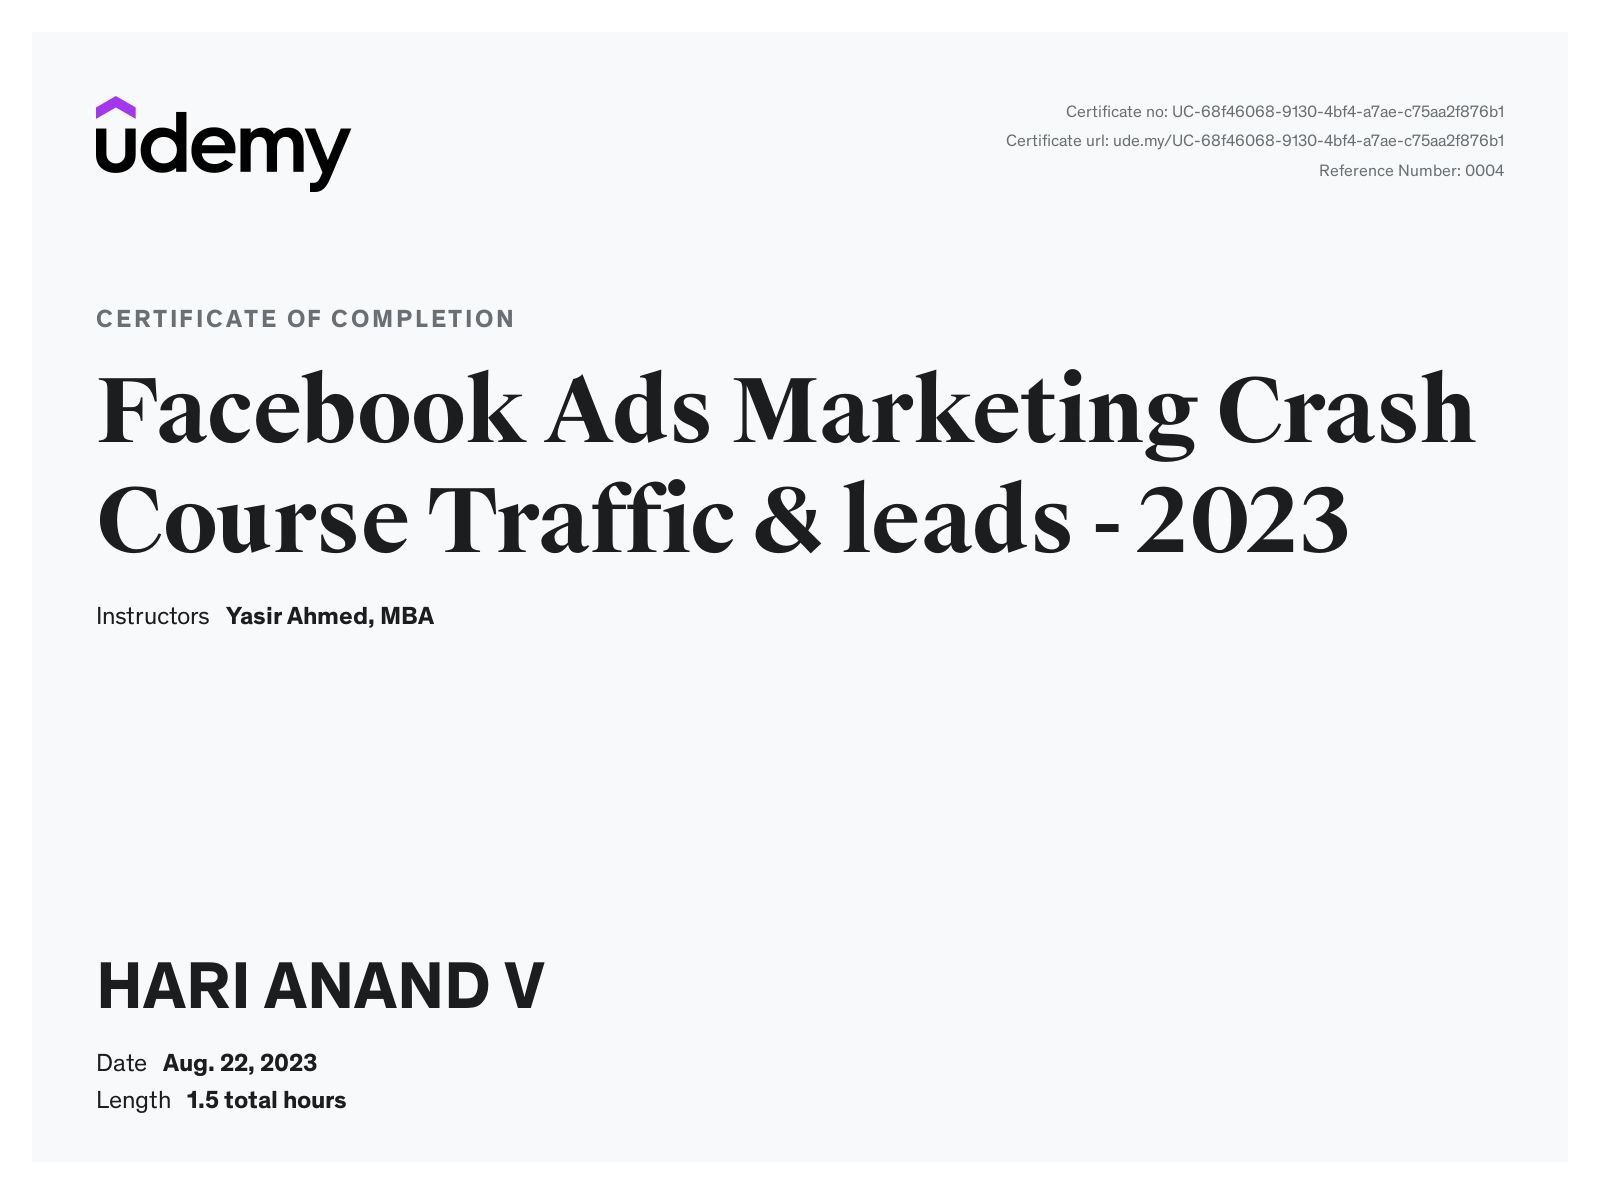 udemy
Certificate no: UC-68f46068-9130-4bf4-a7ae-c75aa2f876b1
Certificate url: ude.my/UC-68f46068-9130-4bf4-a7ae-c75aa2f876b1
Reference Number: 0004
CERTIFICATE OF COMPLETION
Facebook Ads Marketing Crash
Course Traffic & leads - 2023
Instructors Yasir Ahmed, MBA
HARI ANAND V
Date Aug. 22, 2023
Length 1.5 total hours